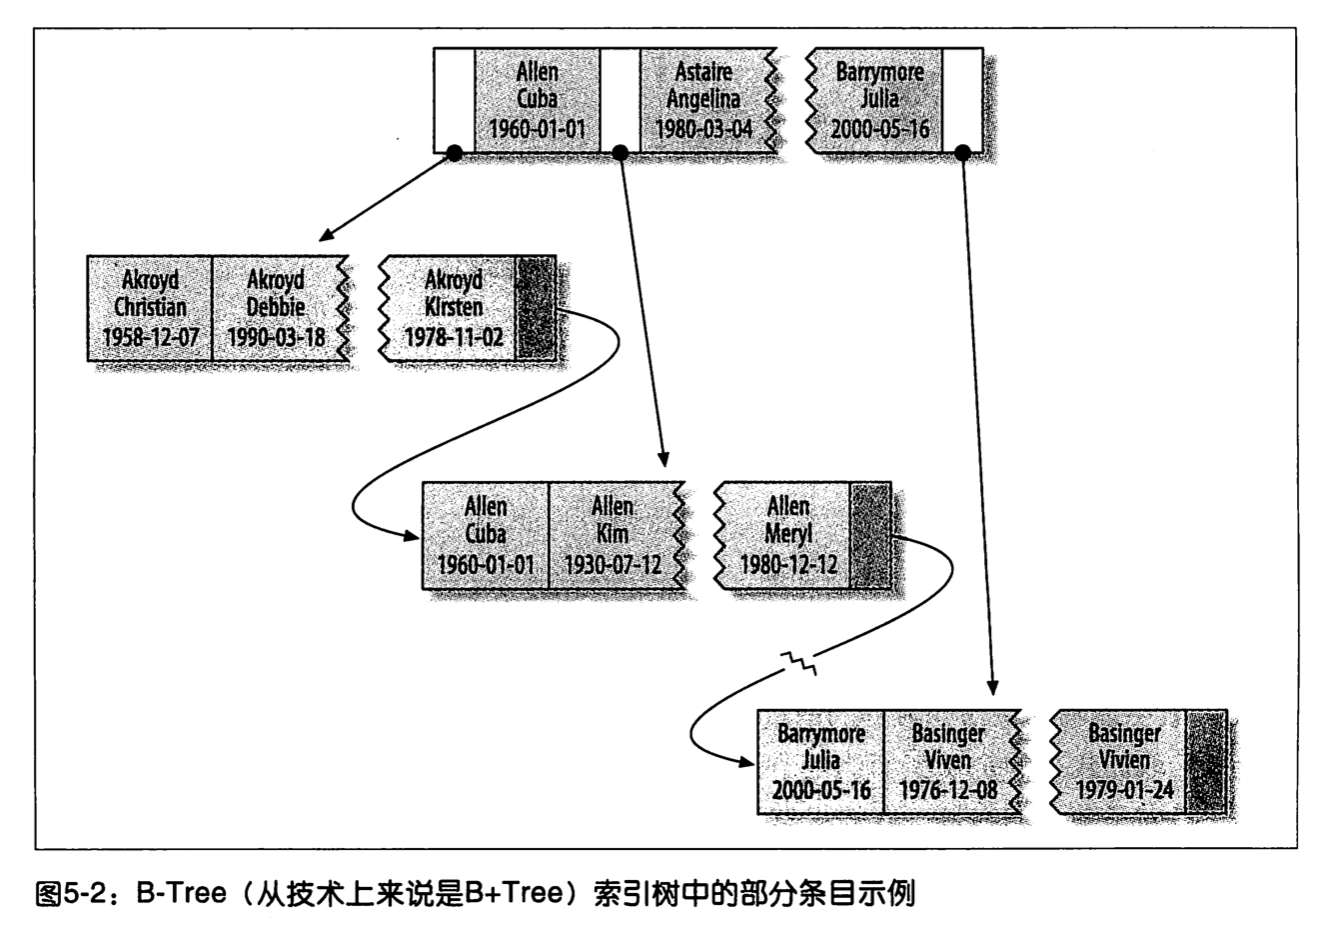 Allen
Cuba
1960-01-01
Astaire
Angelina
1980-03-04
Barrymore
Julia
2000-05-16
Akroyd
Christian
1958-12-07
Akroyd
Debbie
1990-03-18
Akroyd
Kirsten
1978-11-02
Allen
Cuba
1960-01-01
Allen
Kim
1930-07-12
Allen
Meryl
1980-12-12
Barrymore
Julia
2000-05-16
Basinger
Viven
1976-12-08
Basinger
Vivien
1979-01-24
图5-2：B-Tree（从技术上来说是B+Tree）索引树中的部分条目示例